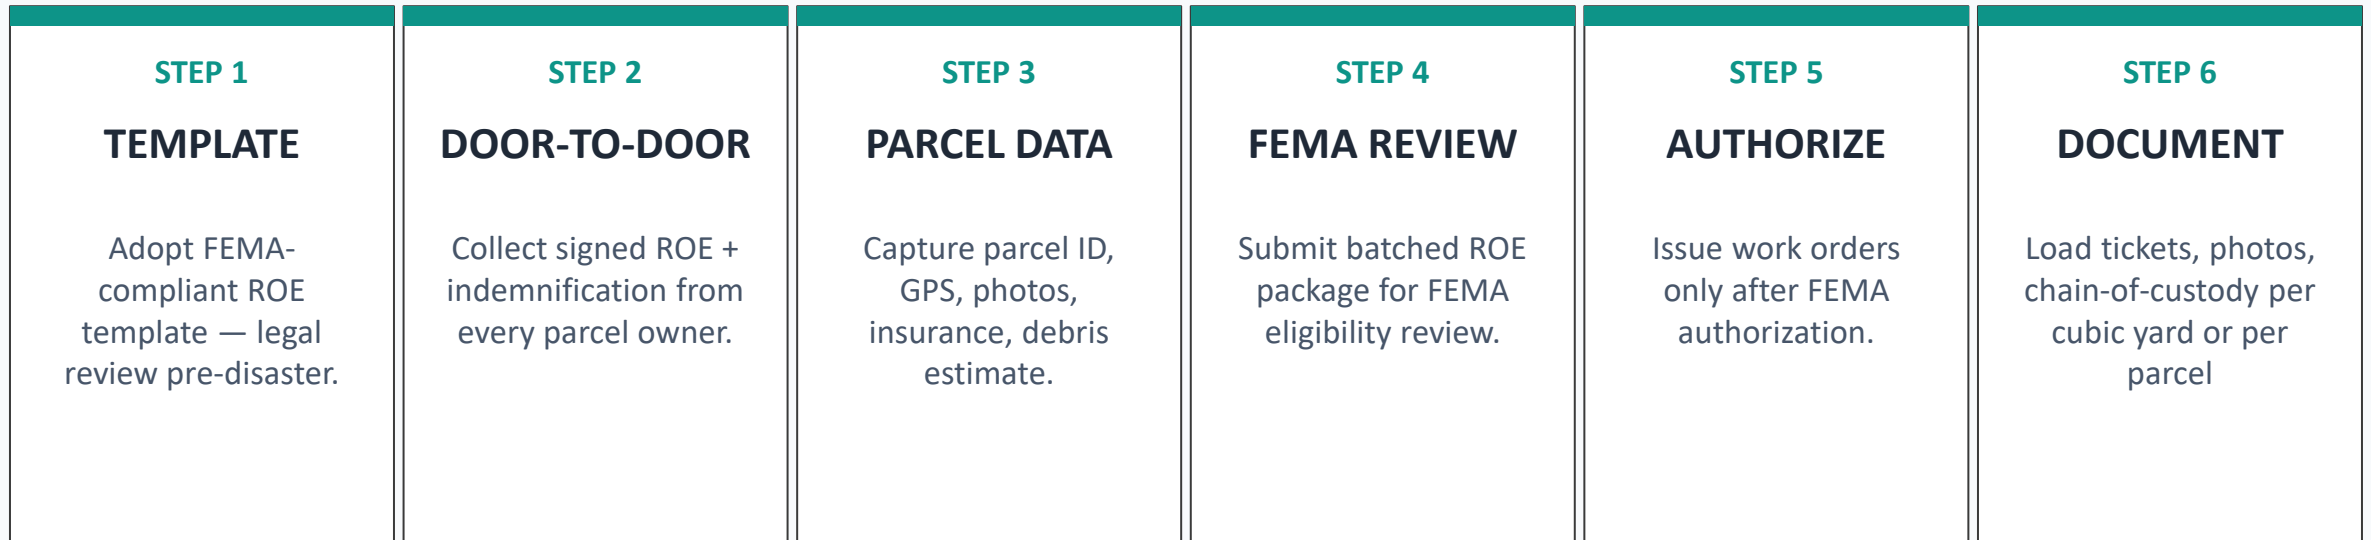 STEP 1
TEMPLATE
Adopt FEMA-
compliant ROE
template — legal
review pre-disaster.
STEP 2
DOOR-TO-DOOR
Collect signed ROE +
indemnification from
every parcel owner.
STEP 3
PARCEL DATA
Capture parcel ID,
GPS, photos,
insurance, debris
estimate.
STEP 4
FEMA REVIEW
Submit batched ROE
package for FEMA
eligibility review.
STEP 5
AUTHORIZE
Issue work orders
only after FEMA
authorization.
STEP 6
DOCUMENT
Load tickets, photos,
chain-of-custody per
cubic yard or per
parcel